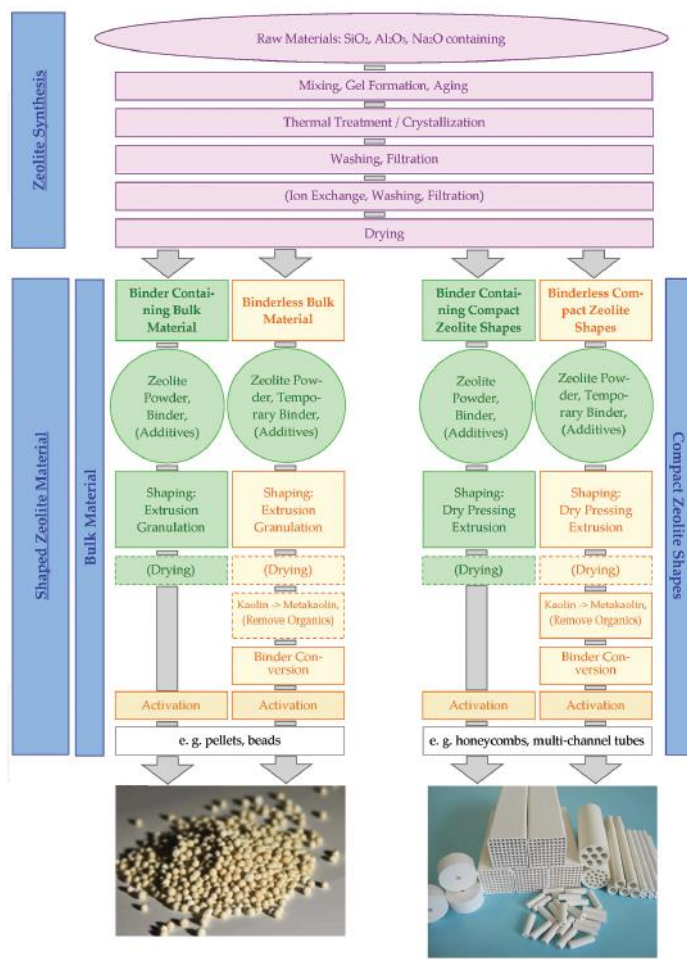 Raw Materials: SiO₂, Al₂O₃, Na₂O containing
Mixing, Gel Formation, Aging
Thermal Treatment / Crystallization
Washing, Filtration
(Ion Exchange, Washing, Filtration)
Drying
Zeolite Synthesis
Shaped Zeolite Material
Bulk Material
Binder Contai-
ning Bulk
Material
Zeolite
Powder,
Binder,
(Additives)
Shaping:
Extrusion
Granulation
(Drying)
Activation
Binderless Bulk
Material
Zeolite Pow-
der, Tempo-
rary Binder,
(Additives)
Shaping:
Extrusion
Granulation
(Drying)
Kaolin -> Metakaolin,
(Remove Organics)
Binder Con-
version
Activation
e. g. pellets, beads
Binder Contai-
ning Compact
Zeolite Shapes
Zeolite
Powder,
Binder,
(Additives)
Shaping:
Dry Pressing
Extrusion
(Drying)
Activation
Binderless Com-
pact Zeolite
Shapes
Zeolite Pow-
der, Tempo-
rary Binder,
(Additives)
Shaping:
Dry Pressing
Extrusion
(Drying)
Kaolin -> Metakaolin,
(Remove Organics)
Binder Con-
version
Activation
e. g. honeycombs, multi-channel tubes
Compact Zeolite Shapes